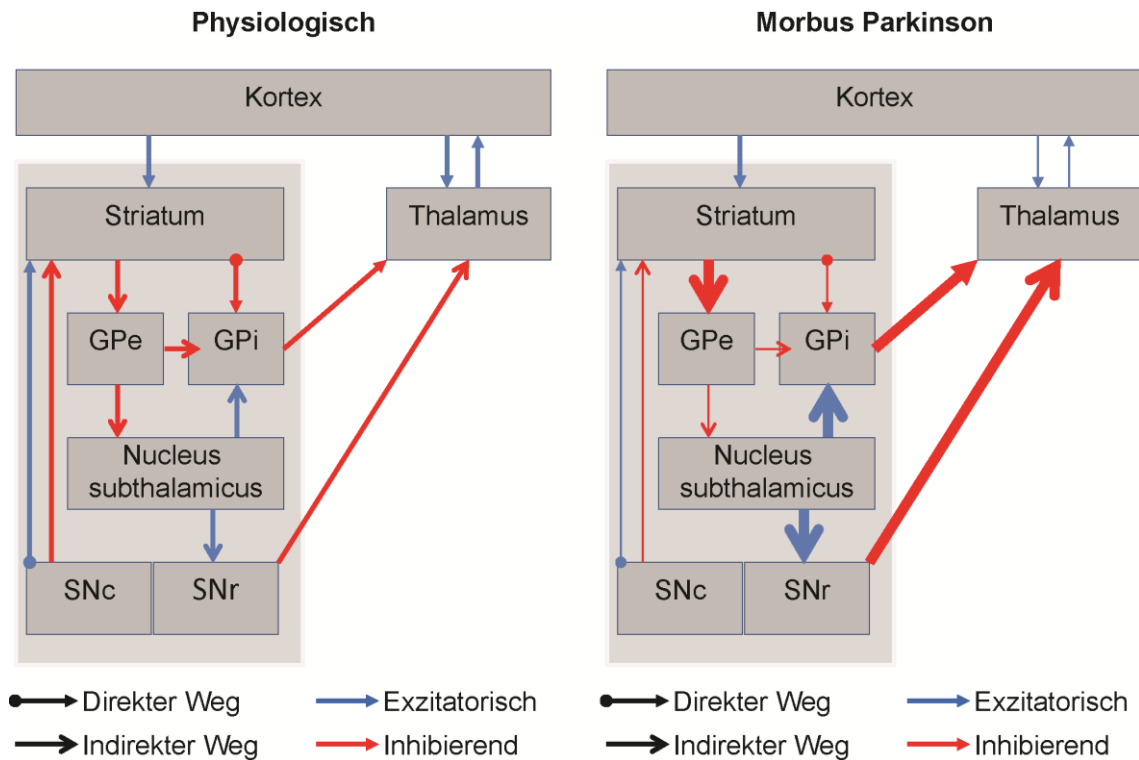 Physiologisch
Kortex
Striatum
Thalamus
GPe
GPi
Nucleus
subthalamicus
SNc
SNr
Direkter Weg
Exzitatorisch
Indirekter Weg
Inhibierend
Morbus Parkinson
Kortex
Striatum
Thalamus
GPe
GPi
Nucleus
subthalamicus
SNc
SNr
Direkter Weg
Exzitatorisch
Indirekter Weg
Inhibierend